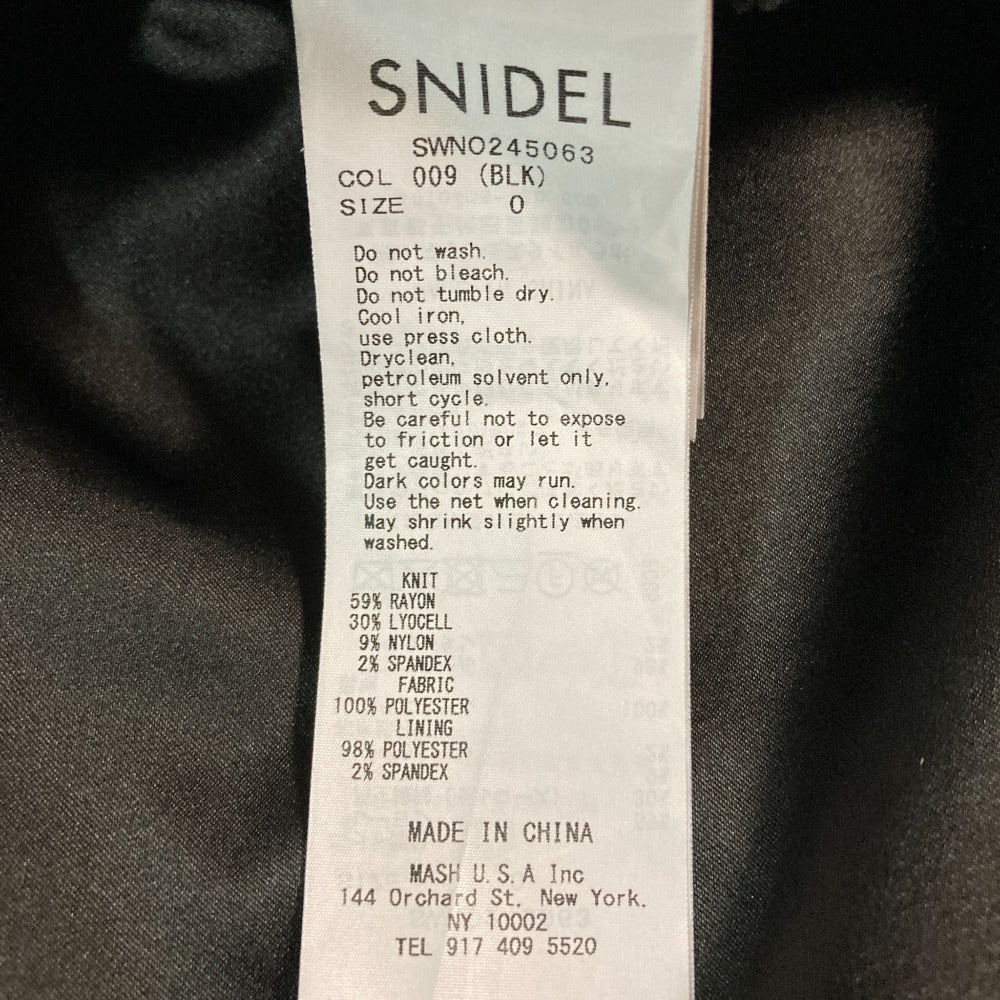 SNIDEL
SWNO245063
COL 009 (BLK)
SIZE 0
Do not wash.
Do not bleach.
Do not tumble dry.
Cool iron,
use press cloth.
Dryclean,
petroleum solvent only,
short cycle.
Be careful not to expose
to friction or let it
get caught.
Dark colors may run.
Use the net when cleaning.
May shrink slightly when
washed.
KNIT
59% RAYON
30% LYOCELL
9% NYLON
2% SPANDEX
FABRIC
100% POLYESTER
LINING
98% POLYESTER
2% SPANDEX
MADE IN CHINA
MASH U.S.A Inc
144 Orchard St, New York.
NY 10002
TEL 917 409 5520